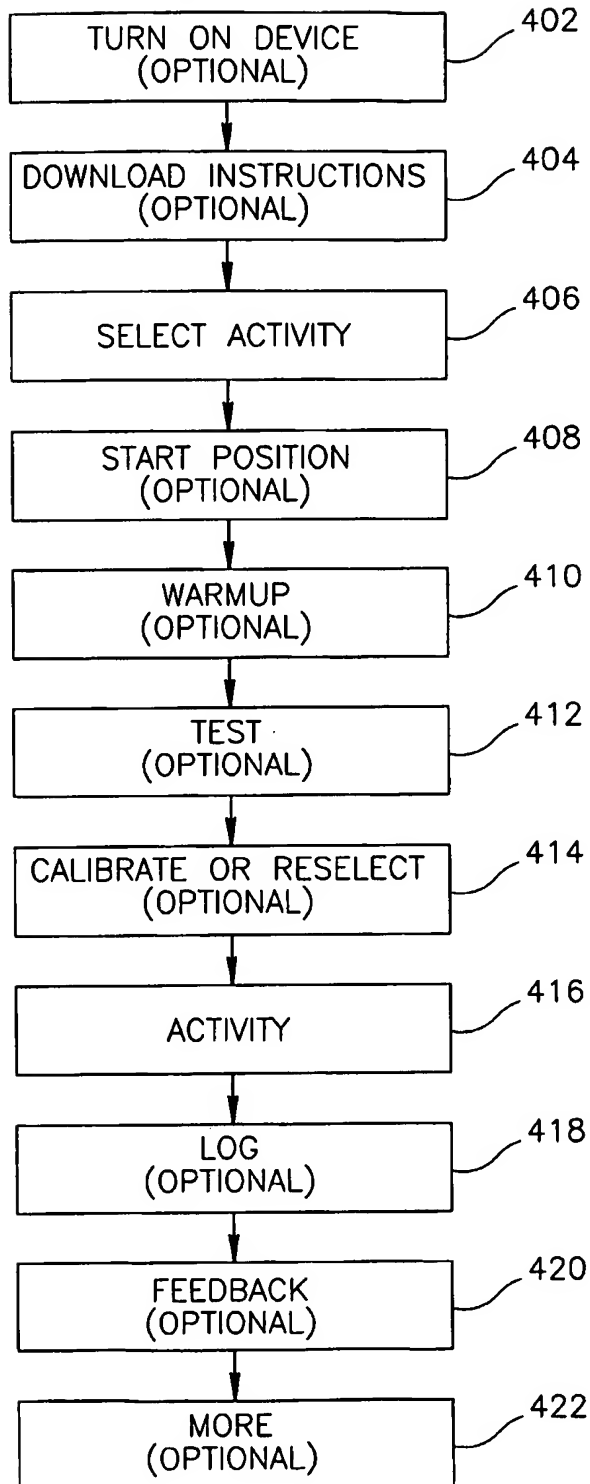 402
TURN ON DEVICE
(OPTIONAL)
404
DOWNLOAD INSTRUCTIONS
(OPTIONAL)
406
SELECT ACTIVITY
408
START POSITION
(OPTIONAL)
410
WARMUP
(OPTIONAL)
412
TEST
(OPTIONAL)
414
CALIBRATE OR RESELECT
(OPTIONAL)
416
ACTIVITY
418
LOG
(OPTIONAL)
420
FEEDBACK
(OPTIONAL)
422
MORE
(OPTIONAL)